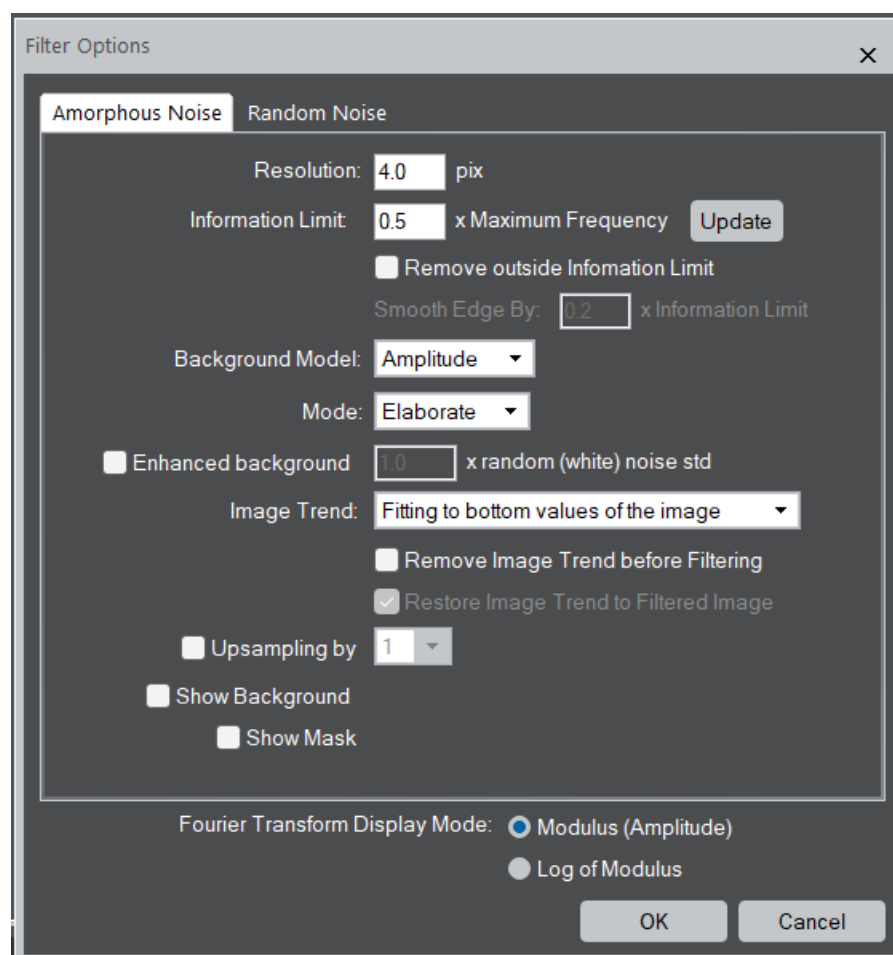 Filter Options
Amorphous Noise Random Noise
Resolution: 4.0 pix
Information Limit: 0.5 x Maximum Frequency Update
Remove outside Infomation Limit
Smooth Edge By: 0.2 x Information Limit
Background Model: Amplitude
Mode: Elaborate
Enhanced background 1.0 x random (white) noise std
Image Trend: Fitting to bottom values of the image
Remove Image Trend before Filtering
Restore Image Trend to Filtered Image
Upsampling by 1
Show Background
Show Mask
Fourier Transform Display Mode: Modulus (Amplitude)
Log of Modulus
OK Cancel